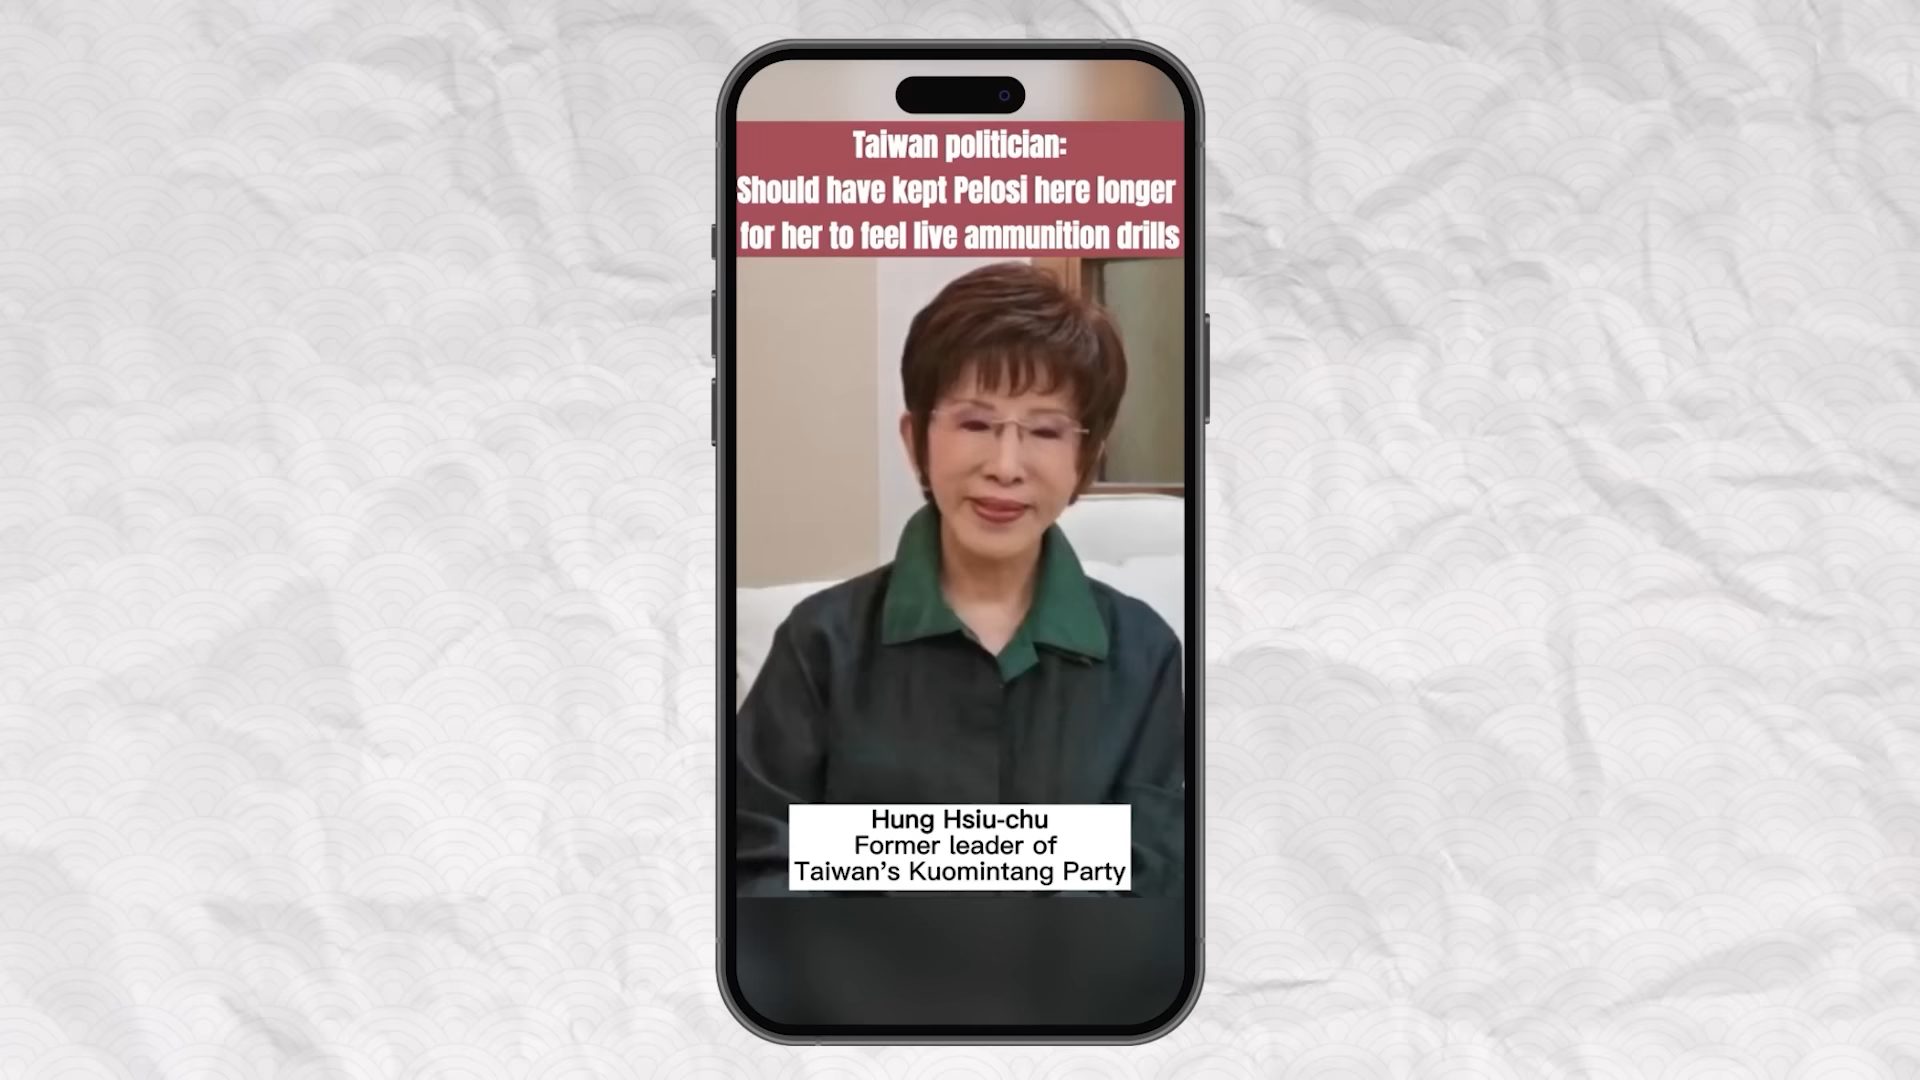 Taiwan politician:
Should have kept Pelosi here longer
for her to feel live ammunition drills
Hung Hsiu-chu
Former leader of
Taiwan's Kuomintang Party